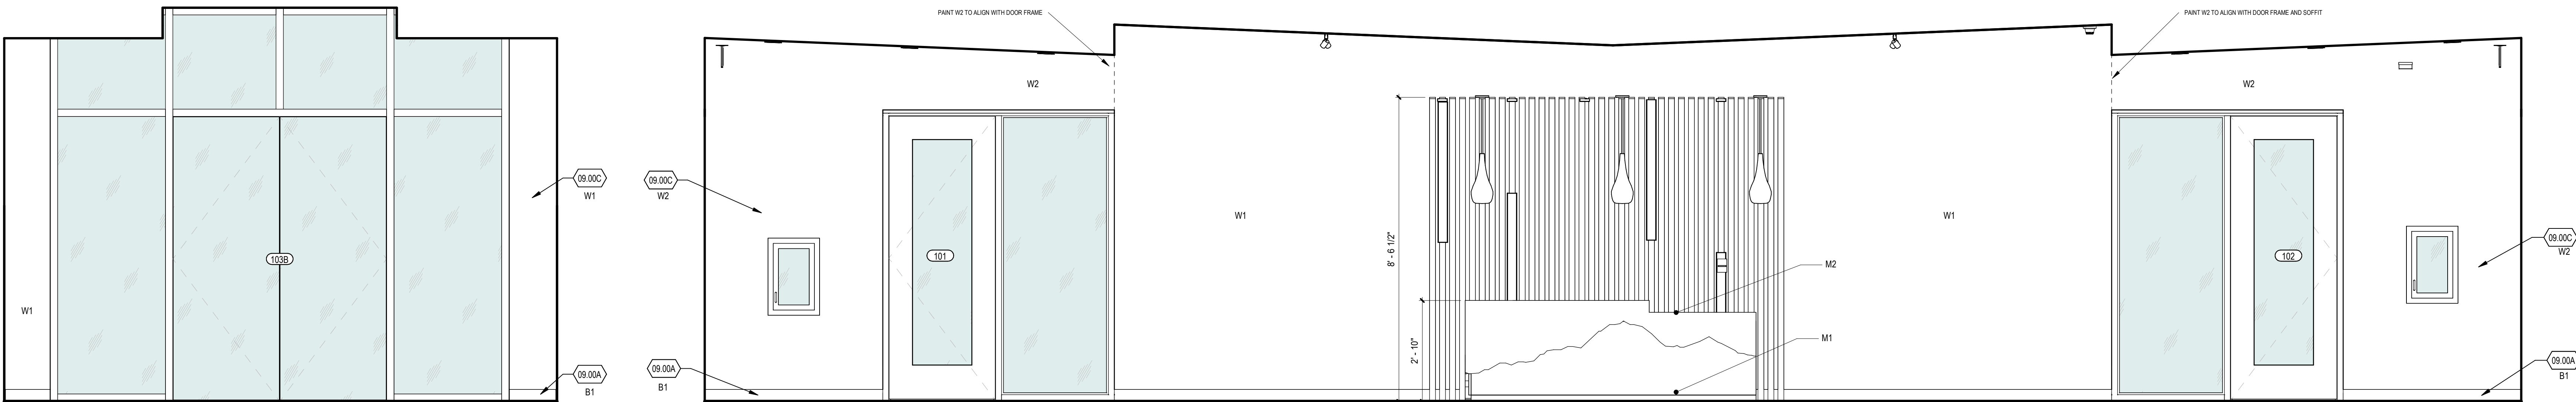 PAINT W2 TO ALIGN WITH DOOR FRAME
PAINT W2 TO ALIGN WITH DOOR FRAME AND SOFFIT
W2
W2
09.00C
W1
09.00C
W2
W1
W1
8' - 6 1/2"
09.00C
W2
103B
101
102
M2
W1
M1
2' - 10"
09.00A
B1
09.00A
B1
09.00A
B1